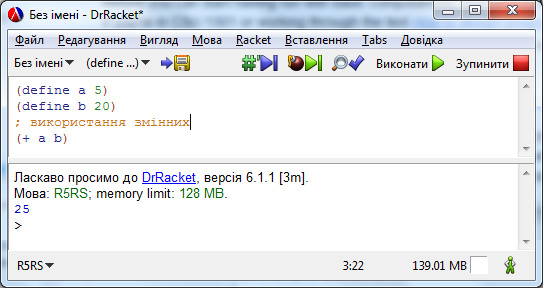 Без імені - DrRacket*
Файл Редагування Вигляд Мова Racket Вставлення Tabs Довідка
Без імені (define ...) Виконати Зупинити
(define a 5)
(define b 20)
; використання змінних
(+ a b)
Ласкаво просимо до DrRacket, версія 6.1.1 [3m].
Мова: R5RS; memory limit: 128 MB.
25
>
R5RS 3:22 139.01 MB